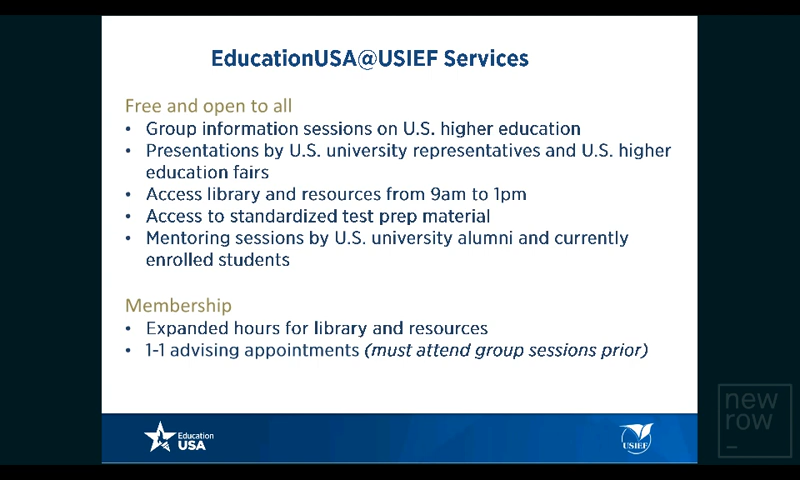 EducationUSA@USIEF Services
Free and open to all
• Group information sessions on U.S. higher education
• Presentations by U.S. university representatives and U.S. higher
education fairs
• Access library and resources from 9am to 1pm
• Access to standardized test prep material
• Mentoring sessions by U.S. university alumni and currently
enrolled students
Membership
• Expanded hours for library and resources
• 1-1 advising appointments (must attend group sessions prior)
Education
USA
USIEF
new
row